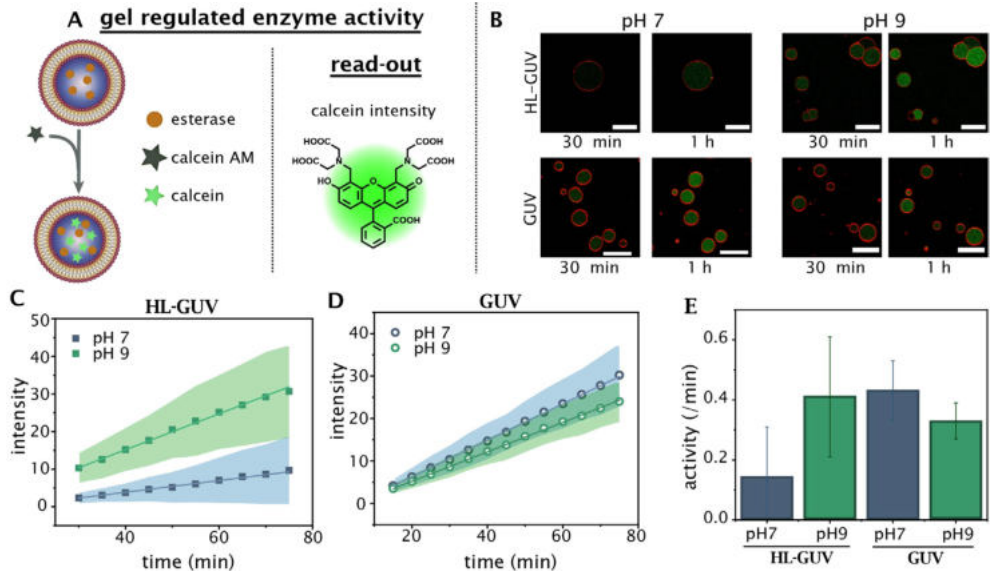 A gel regulated enzyme activity
esterase
calcein AM
calcein
read-out
calcein intensity
HOOC
COOH
HOOC
N
N
COOH
HO
O
O
COOH
B
pH 7
pH 9
HL-GUV
30 min
1 h
30 min
1 h
GUV
30 min
1 h
30 min
1 h
C
HL-GUV
pH 7
pH 9
intensity
50
40
30
20
10
0
40
60
80
time (min)
D
GUV
pH 7
pH 9
intensity
40
30
20
10
0
20
40
60
80
time (min)
E
activity (/min)
0.6
0.4
0.2
0.0
pH7
pH9
pH7
pH9
HL-GUV
GUV